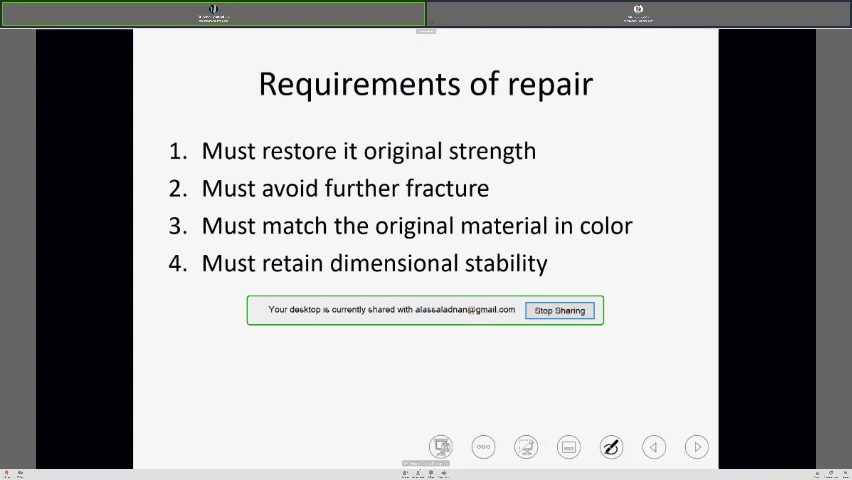 Requirements of repair
1. Must restore it original strength
2. Must avoid further fracture
3. Must match the original material in color
4. Must retain dimensional stability
Your desktop is currently shared with alassaladnan@gmail.com Stop Sharing